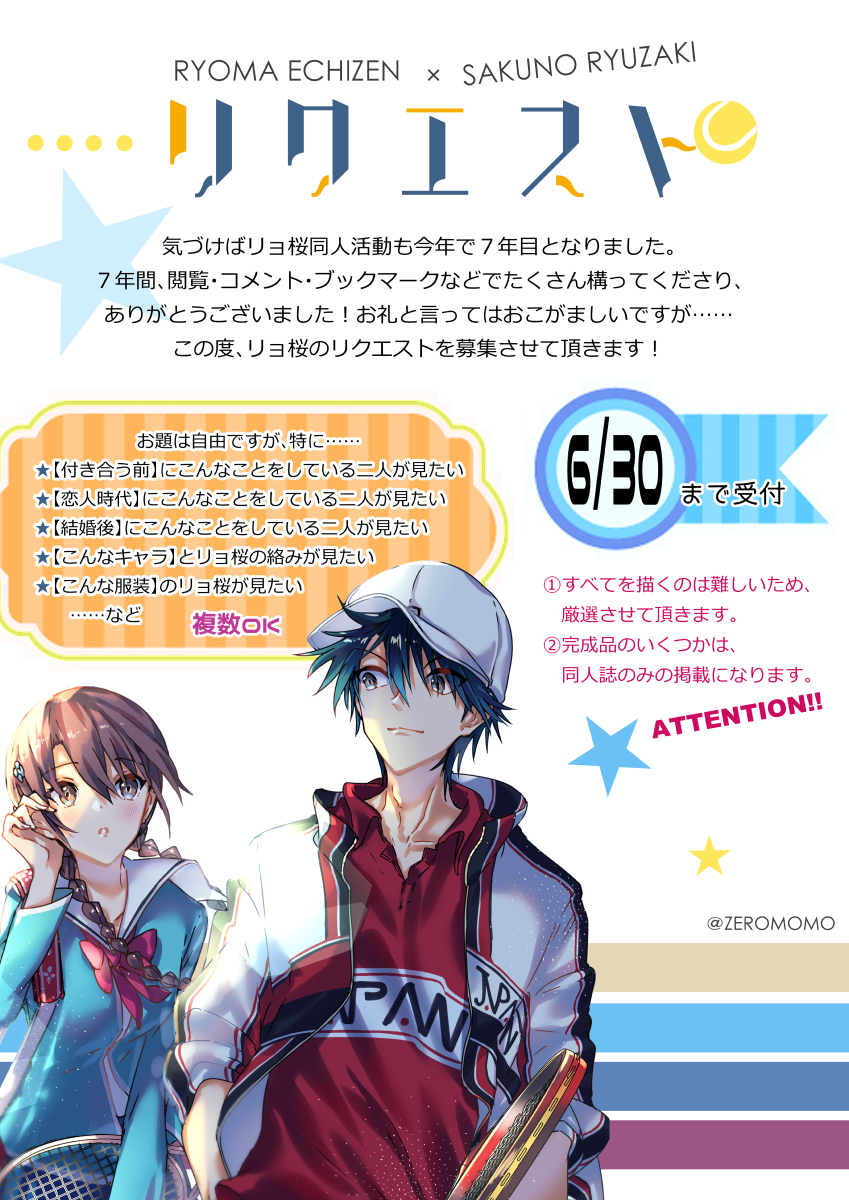 RYOMA ECHIZEN × SAKUNO RYUZAKI
リクエスト
気づけばリョ桜同人活動も今年で７年目となりました。
７年間、閲覧・コメント・ブックマークなどでたくさん構ってくださり、
ありがとうございました！お礼と言ってはおこがましいですが……
この度、リョ桜のリクエストを募集させて頂きます！
お題は自由ですが、特に……
★【付き合う前】にこんなことをしている二人が見たい
★【恋人時代】にこんなことをしている二人が見たい
★【結婚後】にこんなことをしている二人が見たい
★【こんなキャラ】とリョ桜の絡みが見たい
★【こんな服装】のリョ桜が見たい
……など
複数OK
6/30 まで受付
①すべてを描くのは難しいため、
厳選させて頂きます。
②完成品のいくつかは、
同人誌のみの掲載になります。
ATTENTION!!
@ZEROMOMO
JAPAN
JAPAN